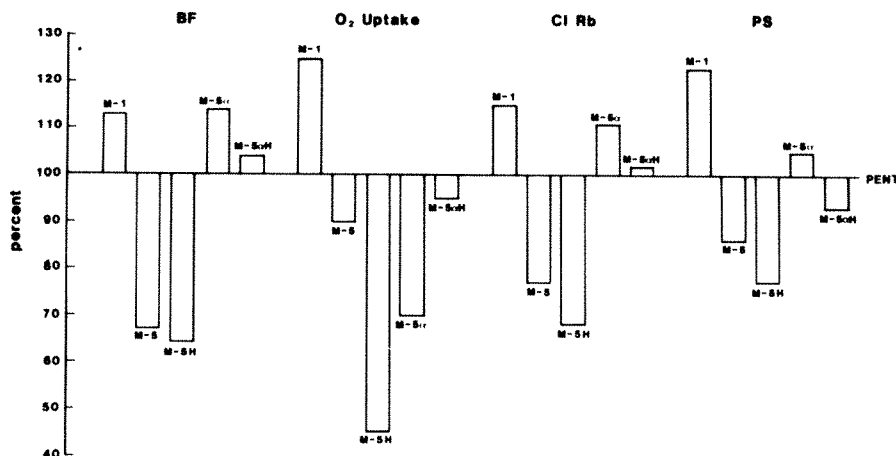 BF O₂ Uptake Cl Rb PS
130
120
110
100
90
80
70
60
50
40
percent
PENT
M-1
M-5
M-5H
M-5α
M-5αH
M-1
M-5
M-5H
M-5α
M-5αH
M-1
M-5
M-5H
M-5α
M-5αH
M-1
M-5
M-5H
M-5α
M-5αH